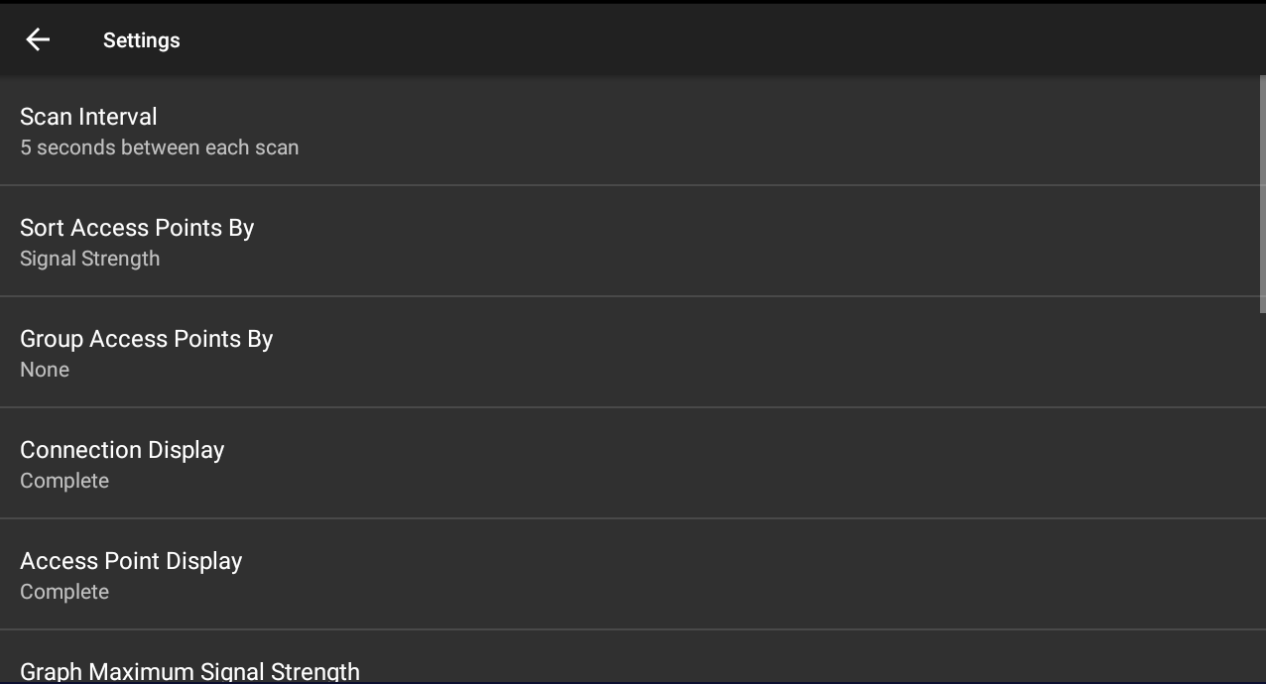 Settings
Scan Interval
5 seconds between each scan
Sort Access Points By
Signal Strength
Group Access Points By
None
Connection Display
Complete
Access Point Display
Complete
Graph Maximum Signal Strength